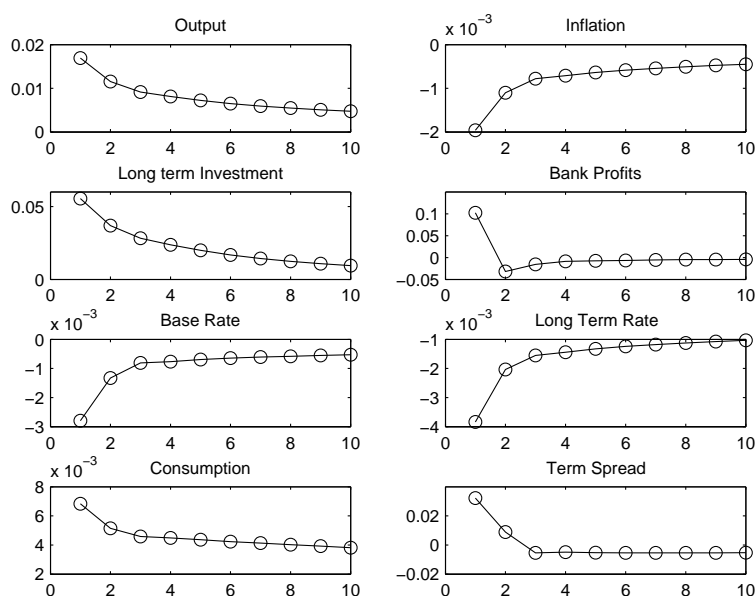 Output
0.02
0.01
0
0 2 4 6 8 10
x 10⁻³
Inflation
0
−1
−2
0 2 4 6 8 10
Long term Investment
0.05
0
0 2 4 6 8 10
Bank Profits
0.1
0.05
0
−0.05
0 2 4 6 8 10
x 10⁻³
Base Rate
0
−1
−2
−3
0 2 4 6 8 10
x 10⁻³
Long Term Rate
−1
−2
−3
−4
0 2 4 6 8 10
x 10⁻³
Consumption
8
6
4
2
0 2 4 6 8 10
Term Spread
0.02
0
−0.02
0 2 4 6 8 10